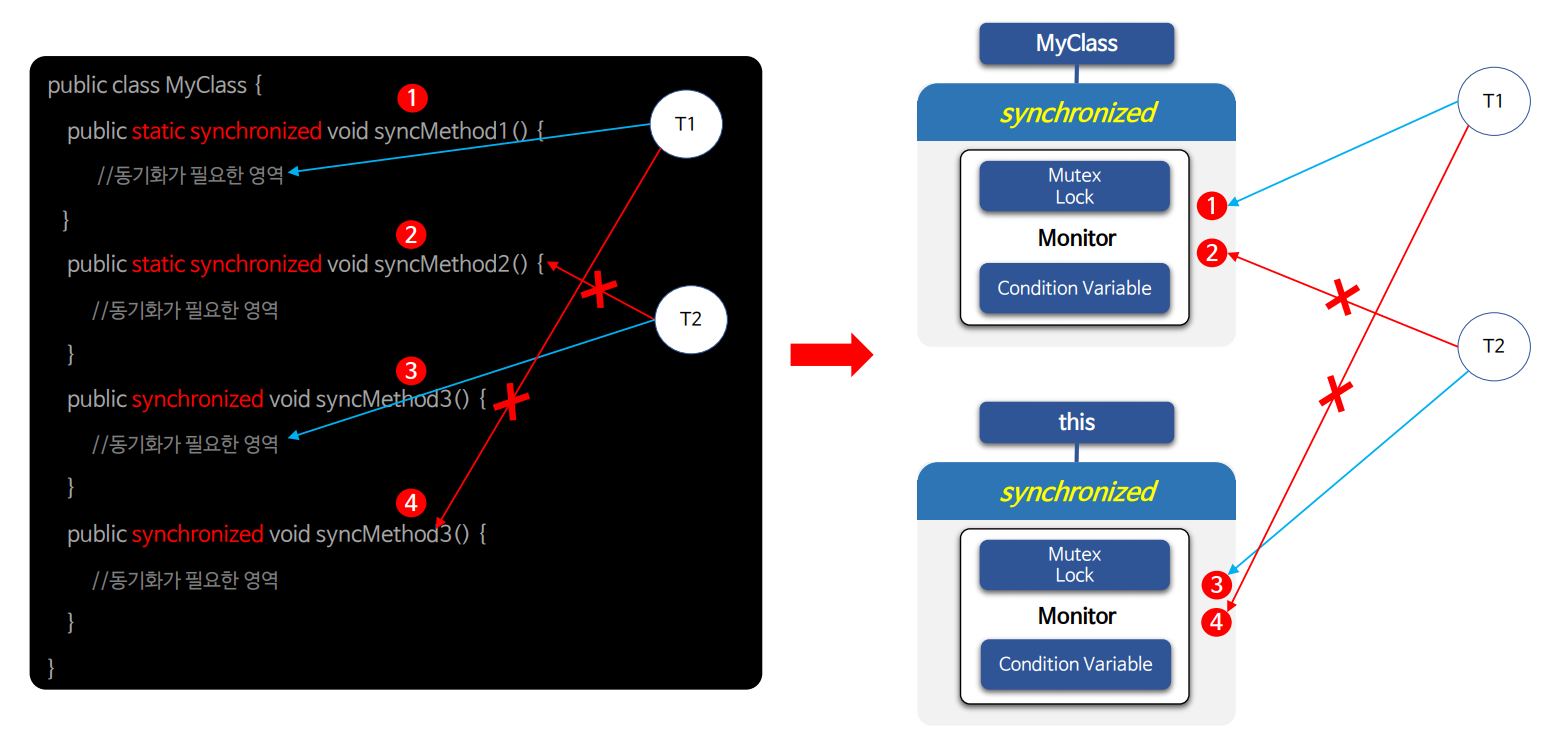 public class MyClass {
1
public static synchronized void syncMethod1() {
//동기화가 필요한 영역
}
2
public static synchronized void syncMethod2() {
//동기화가 필요한 영역
}
3
public synchronized void syncMethod3() {
//동기화가 필요한 영역
}
4
public synchronized void syncMethod3() {
//동기화가 필요한 영역
}
}
T1
T2
MyClass
synchronized
Mutex
Lock
Monitor
Condition Variable
1
2
this
synchronized
Mutex
Lock
Monitor
Condition Variable
3
4
T1
T2